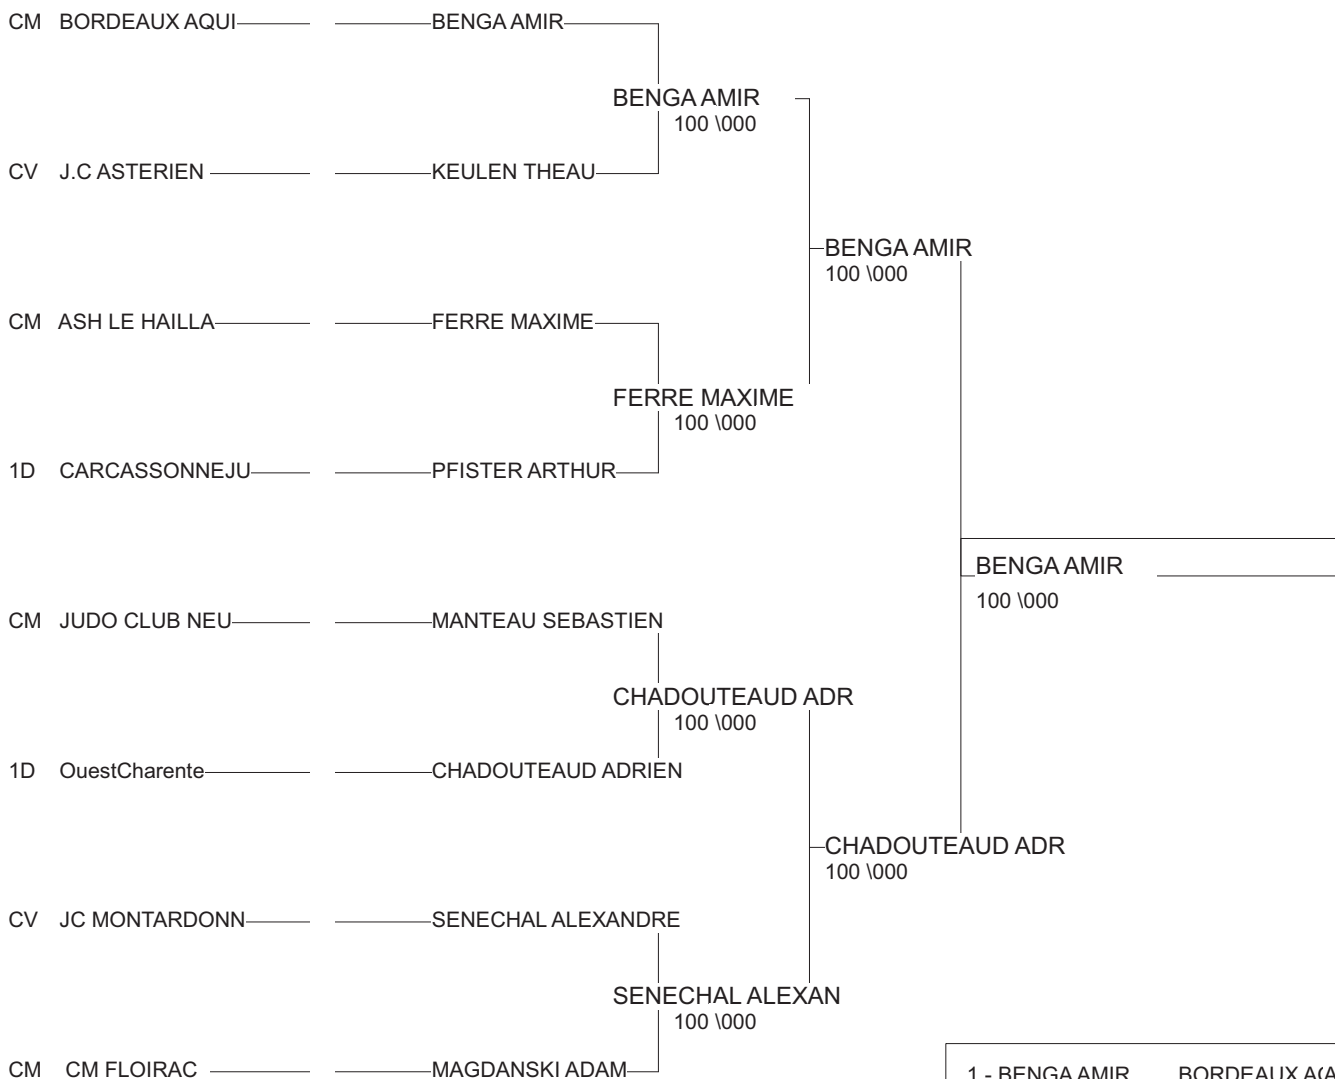 CM BORDEAUX AQUI BENGA AMIR
BENGA AMIR
100 \000
CV J.C ASTERIEN KEULEN THEAU
BENGA AMIR
100 \000
CM ASH LE HAILLA FERRE MAXIME
FERRE MAXIME
100 \000
1D CARCASSONNEJU PFISTER ARTHUR
BENGA AMIR
100 \000
CM JUDO CLUB NEU MANTEAU SEBASTIEN
CHADOUTEAUD ADR
100 \000
1D OuestCharente CHADOUTEAUD ADRIEN
CHADOUTEAUD ADR
100 \000
CV JC MONTARDONN SENECHAL ALEXANDRE
SENECHAL ALEXAN
100 \000
CM CM FLOIRAC MAGDANSKI ADAM
1 - BENGA AMIR BORDEAUX